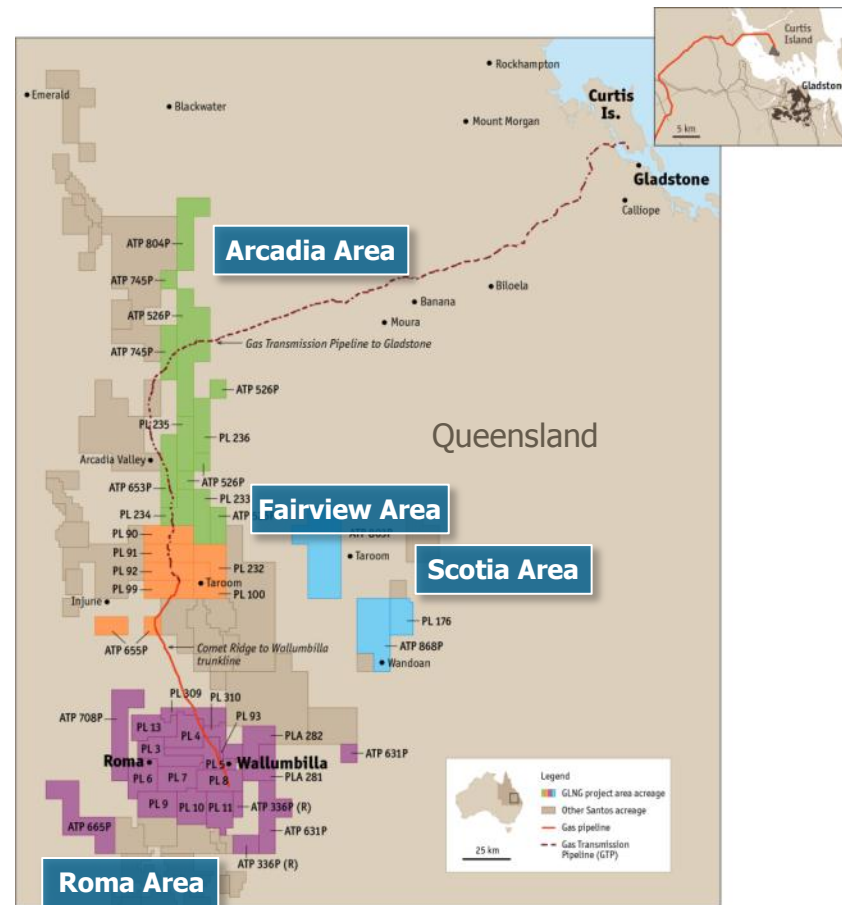 Rockhampton
Emerald
Blackwater
Mount Morgan
Curtis
Is.
Gladstone
Calliope
Curtis
Island
Gladstone
5 km
Arcadia Area
ATP 804P
ATP 745P
ATP 526P
ATP 745P
Biloela
Banana
Moura
Gas Transmission Pipeline to Gladstone
ATP 526P
PL 235
PL 236
Queensland
Arcadia Valley
ATP 526P
ATP 653P
PL 233
PL 234
ATP
Fairview Area
PL 90
PL 91
PL 92
PL 99
PL 232
Taroom
PL 100
Taroom
Scotia Area
Injune
ATP 655P
PL 176
ATP 868P
Wandoan
Comet Ridge to Wallumbilla
trunkline
PL 309
PL 310
ATP 708P
PL 13
PL 4
PL 93
PLA 282
PL 3
Roma
PL 5
Wallumbilla
ATP 631P
PL 6
PL 7
PL 8
PLA 281
PL 9
PL 10
PL 11
ATP 336P (R)
ATP 665P
ATP 631P
ATP 336P (R)
Roma Area
Legend
GLNG project area acreage
Other Santos acreage
Gas pipeline
Gas Transmission
Pipeline (GTP)
25 km